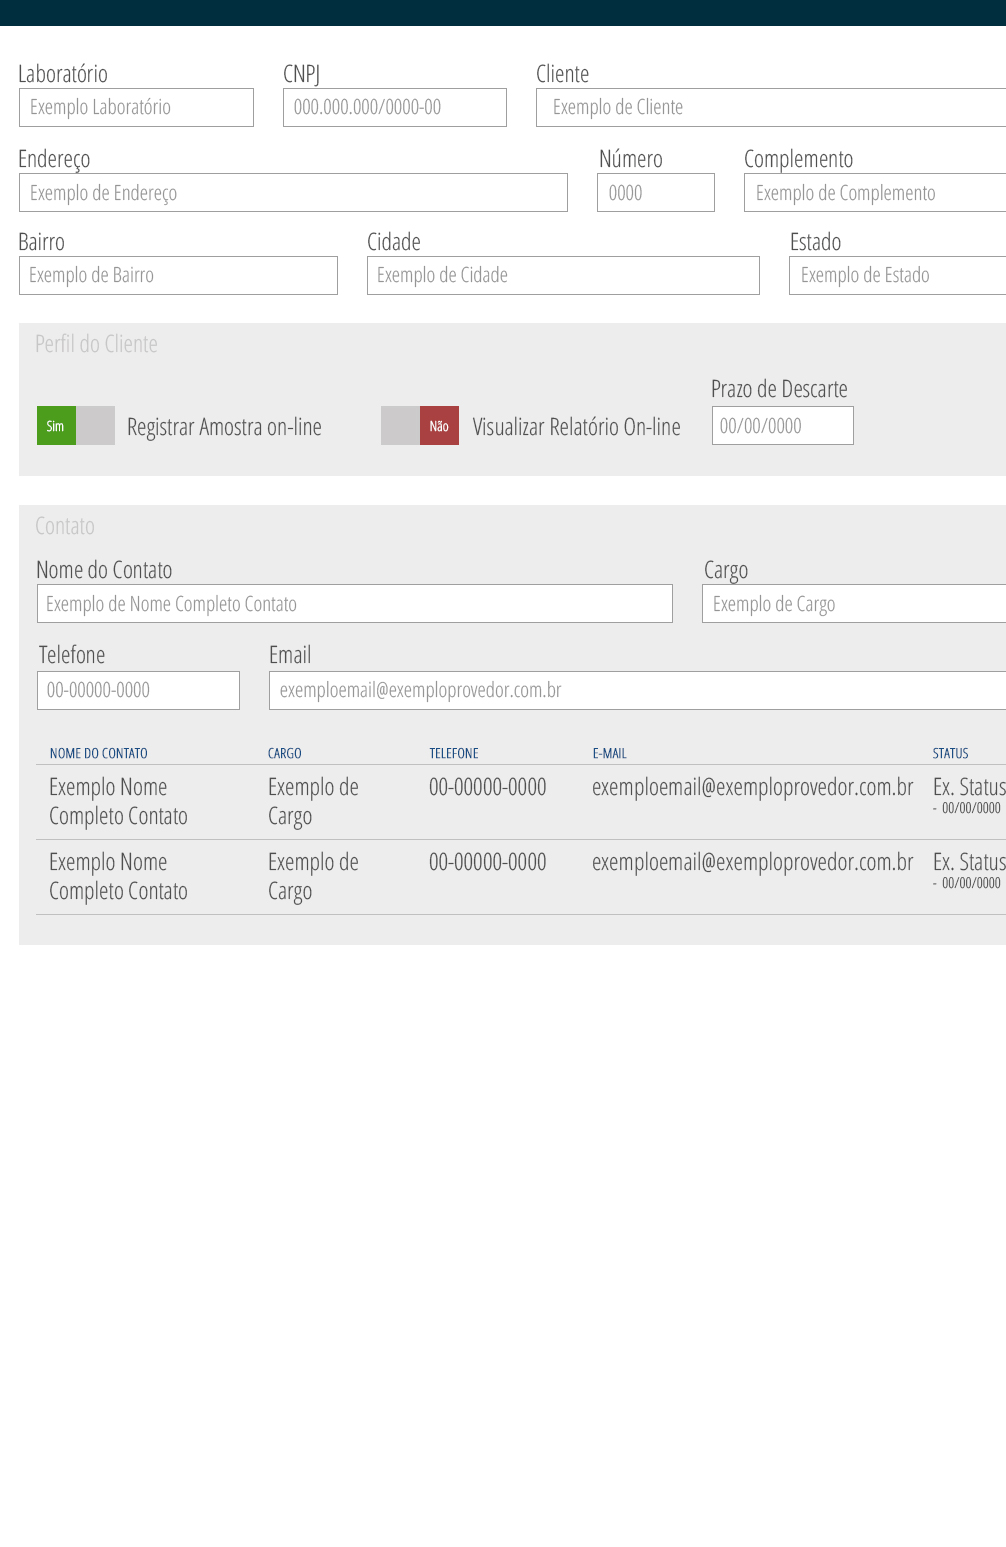 Laboratório CNPJ Cliente
Exemplo Laboratório 000.000.000/0000-00 Exemplo de Cliente
Endereço Número Complemento
Exemplo de Endereço 0000 Exemplo de Complemento
Bairro Cidade Estado
Exemplo de Bairro Exemplo de Cidade Exemplo de Estado
Perfil do Cliente
Prazo de Descarte
Sim Registrar Amostra on-line Não Visualizar Relatório On-line 00/00/0000
Contato
Nome do Contato Cargo
Exemplo de Nome Completo Contato Exemplo de Cargo
Telefone Email
00-00000-0000 exemploemail@exemploprovedor.com.br
NOME DO CONTATO CARGO TELEFONE E-MAIL STATUS
Exemplo Nome Exemplo de 00-00000-0000 exemploemail@exemploprovedor.com.br Ex. Status
- 00/00/0000
Completo Contato Cargo
Exemplo Nome Exemplo de 00-00000-0000 exemploemail@exemploprovedor.com.br Ex. Status
- 00/00/0000
Completo Contato Cargo